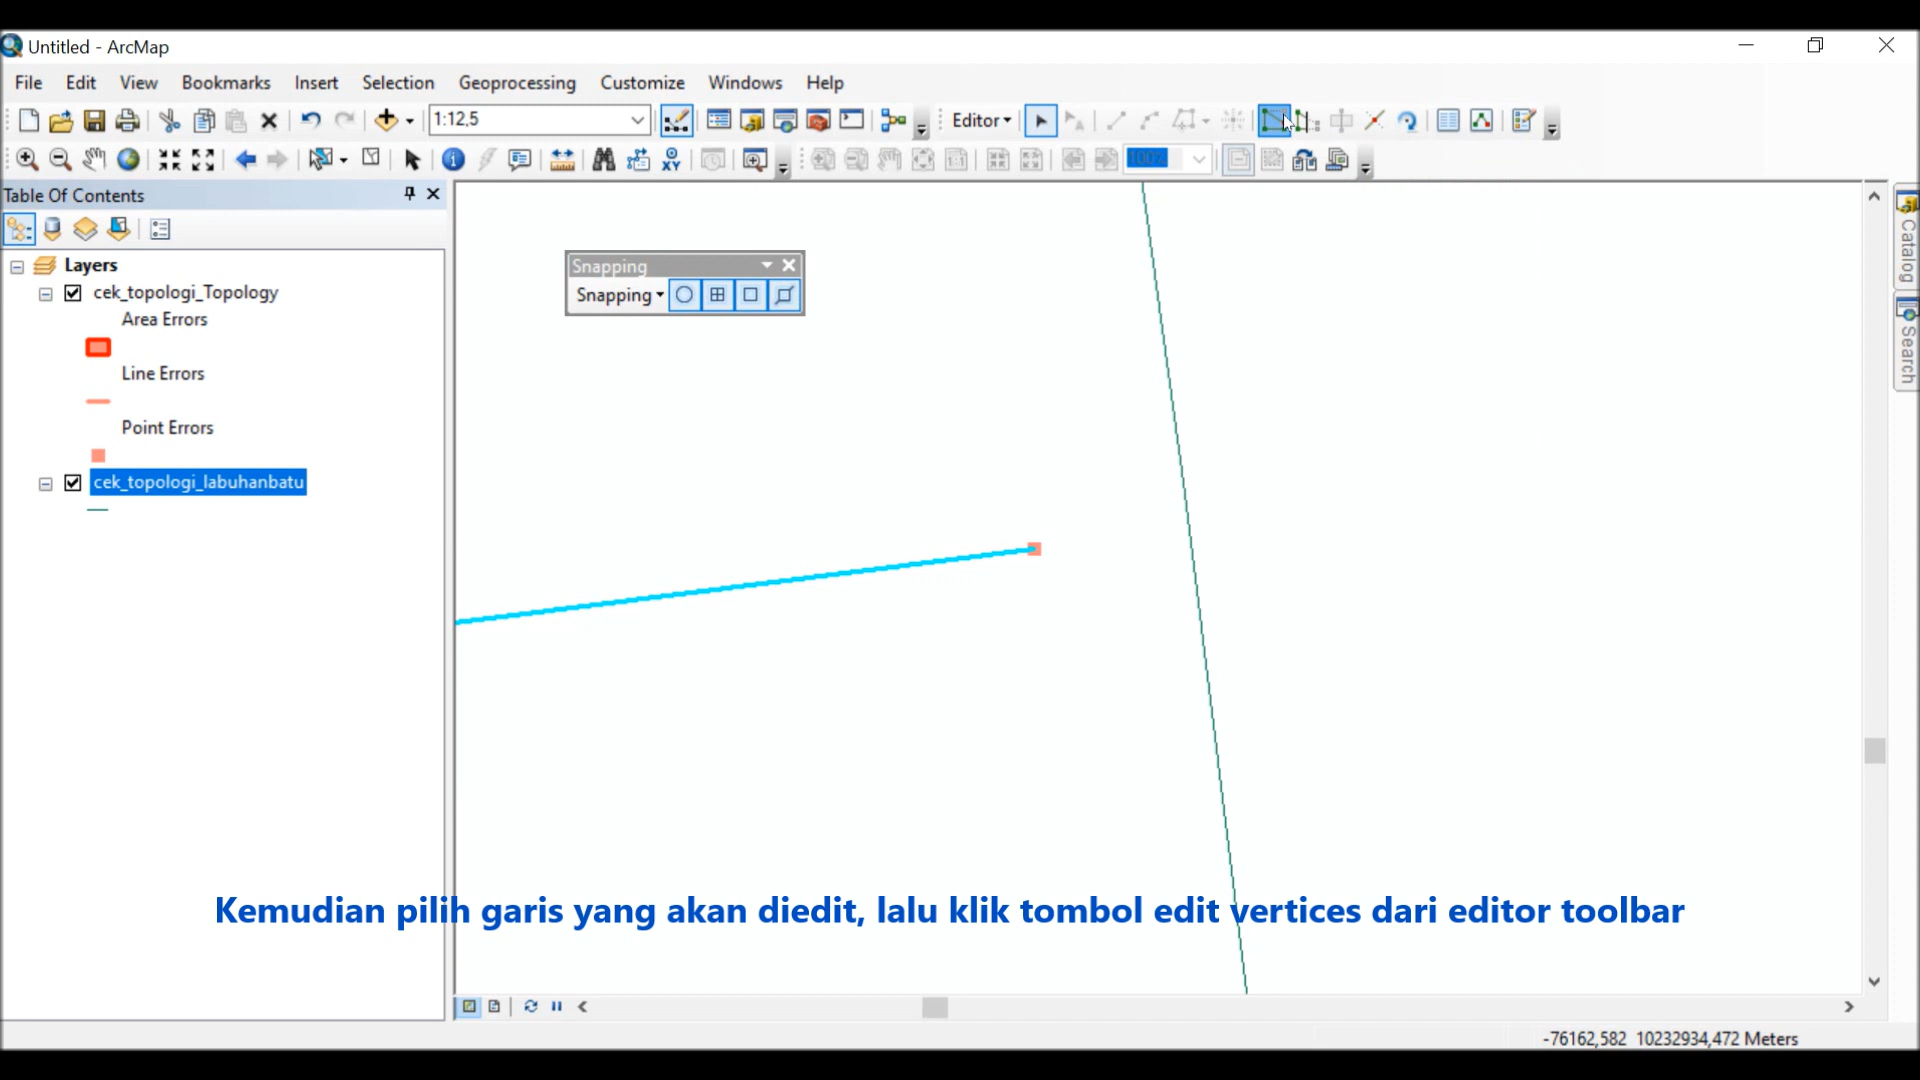 Untitled - ArcMap
File Edit View Bookmarks Insert Selection Geoprocessing Customize Windows Help
1:12,5
Editor
100%
Table Of Contents
Layers
cek_topologi_Topology
Area Errors
Line Errors
Point Errors
cek_topologi_labuhanbatu
Snapping
Snapping
Catalog
Search
Kemudian pilih garis yang akan diedit, lalu klik tombol edit vertices dari editor toolbar
-76162,582 10232934,472 Meters